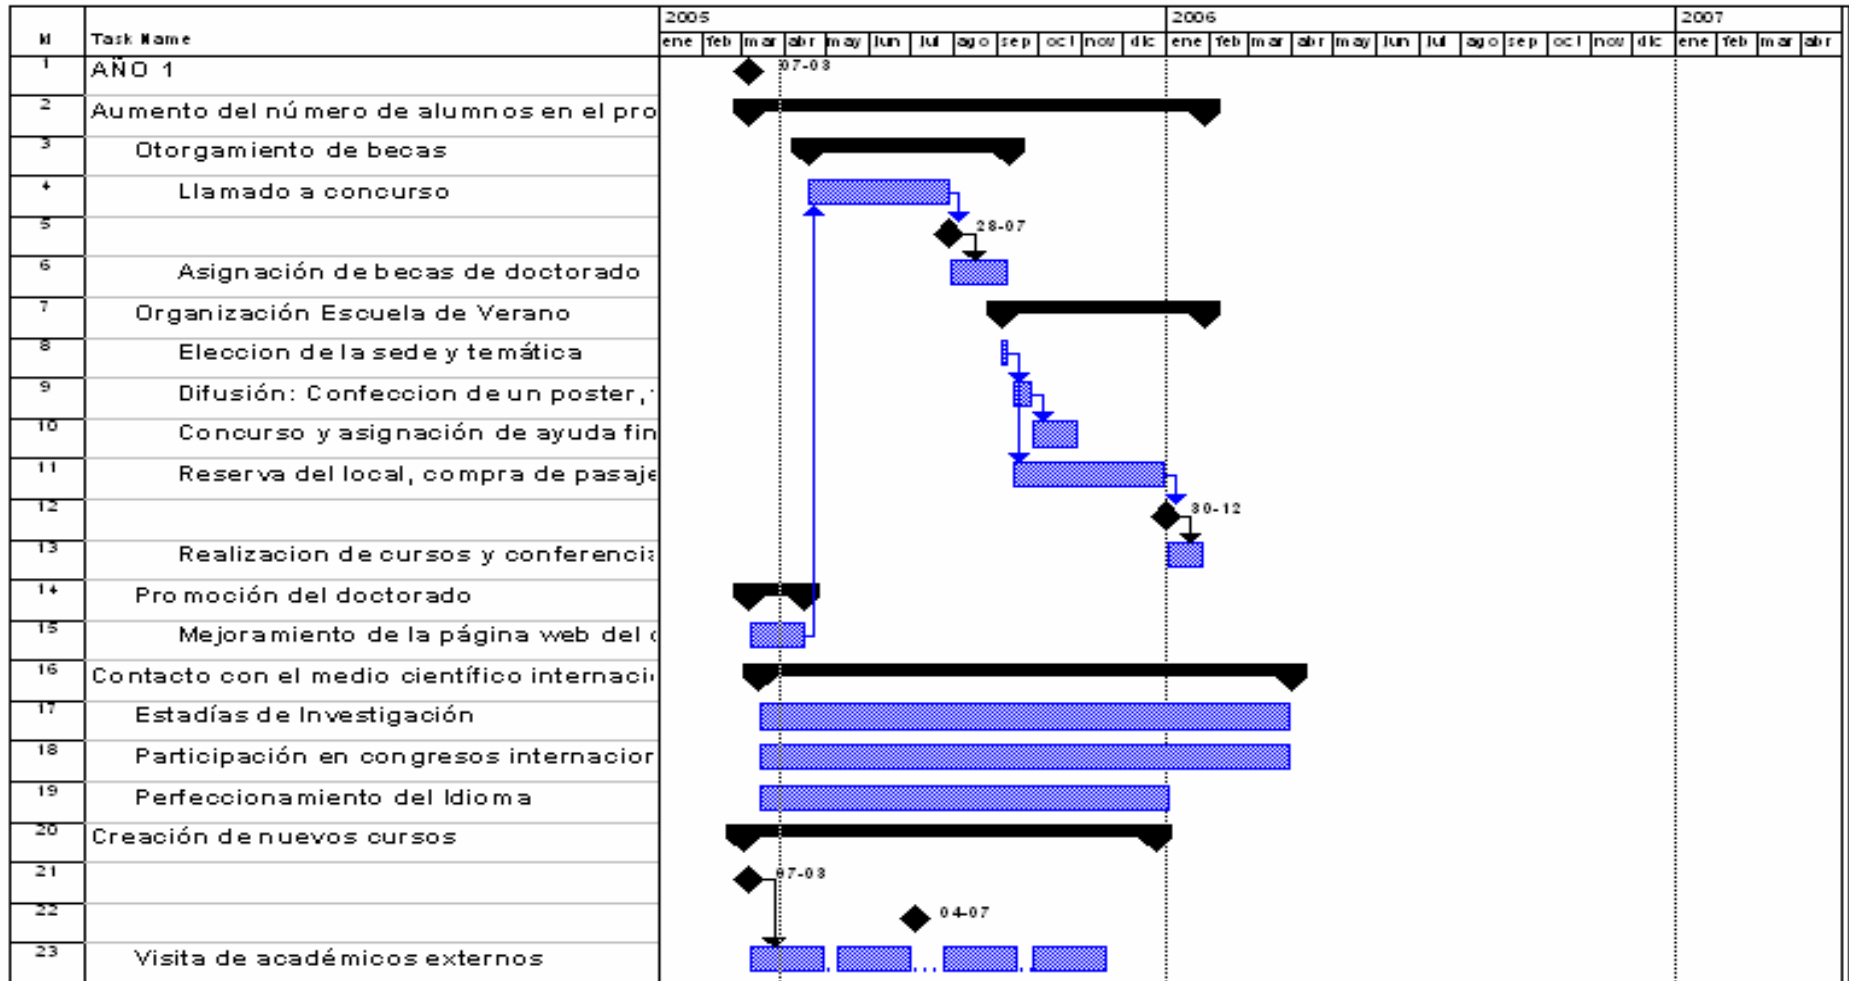 2005 2006 2007
Id Task Name ene feb mar abr may jun jul ago sep oct nov dic ene feb mar abr may jun jul ago sep oct nov dic ene feb mar abr
1 AÑO 1 07-03
2 Aumento del número de alumnos en el pro
3 Otorgamiento de becas
4 Llamado a concurso
5 28-07
6 Asignación de becas de doctorado
7 Organización Escuela de Verano
8 Eleccion de la sede y temática
9 Difusión: Confeccion de un poster,
10 Concurso y asignación de ayuda fin
11 Reserva del local, compra de pasaje
12 30-12
13 Realizacion de cursos y conferencia
14 Promoción del doctorado
15 Mejoramiento de la página web del
16 Contacto con el medio científico internaci
17 Estadías de Investigación
18 Participación en congresos internacion
19 Perfeccionamiento del Idioma
20 Creación de nuevos cursos
21 07-03
22 04-07
23 Visita de académicos externos